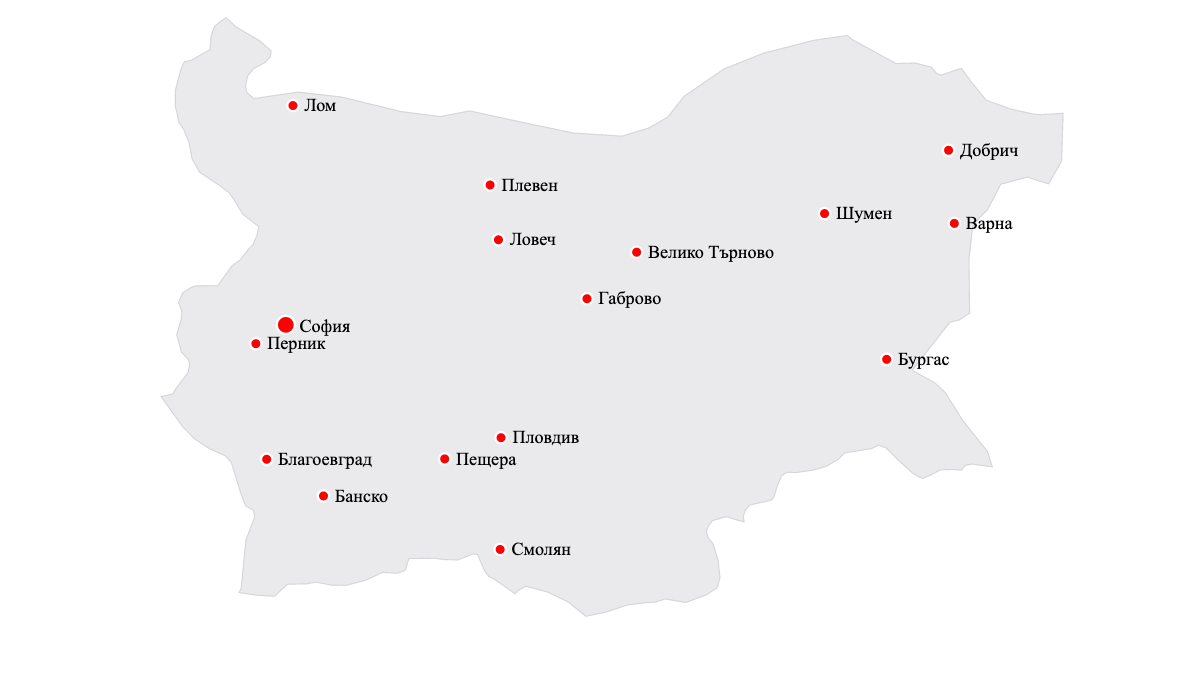 Лом
Добрич
Плевен
Шумен
Варна
Ловеч
Велико Търново
Габрово
София
Перник
Бургас
Пловдив
Благоевград
Пещера
Банско
Смолян